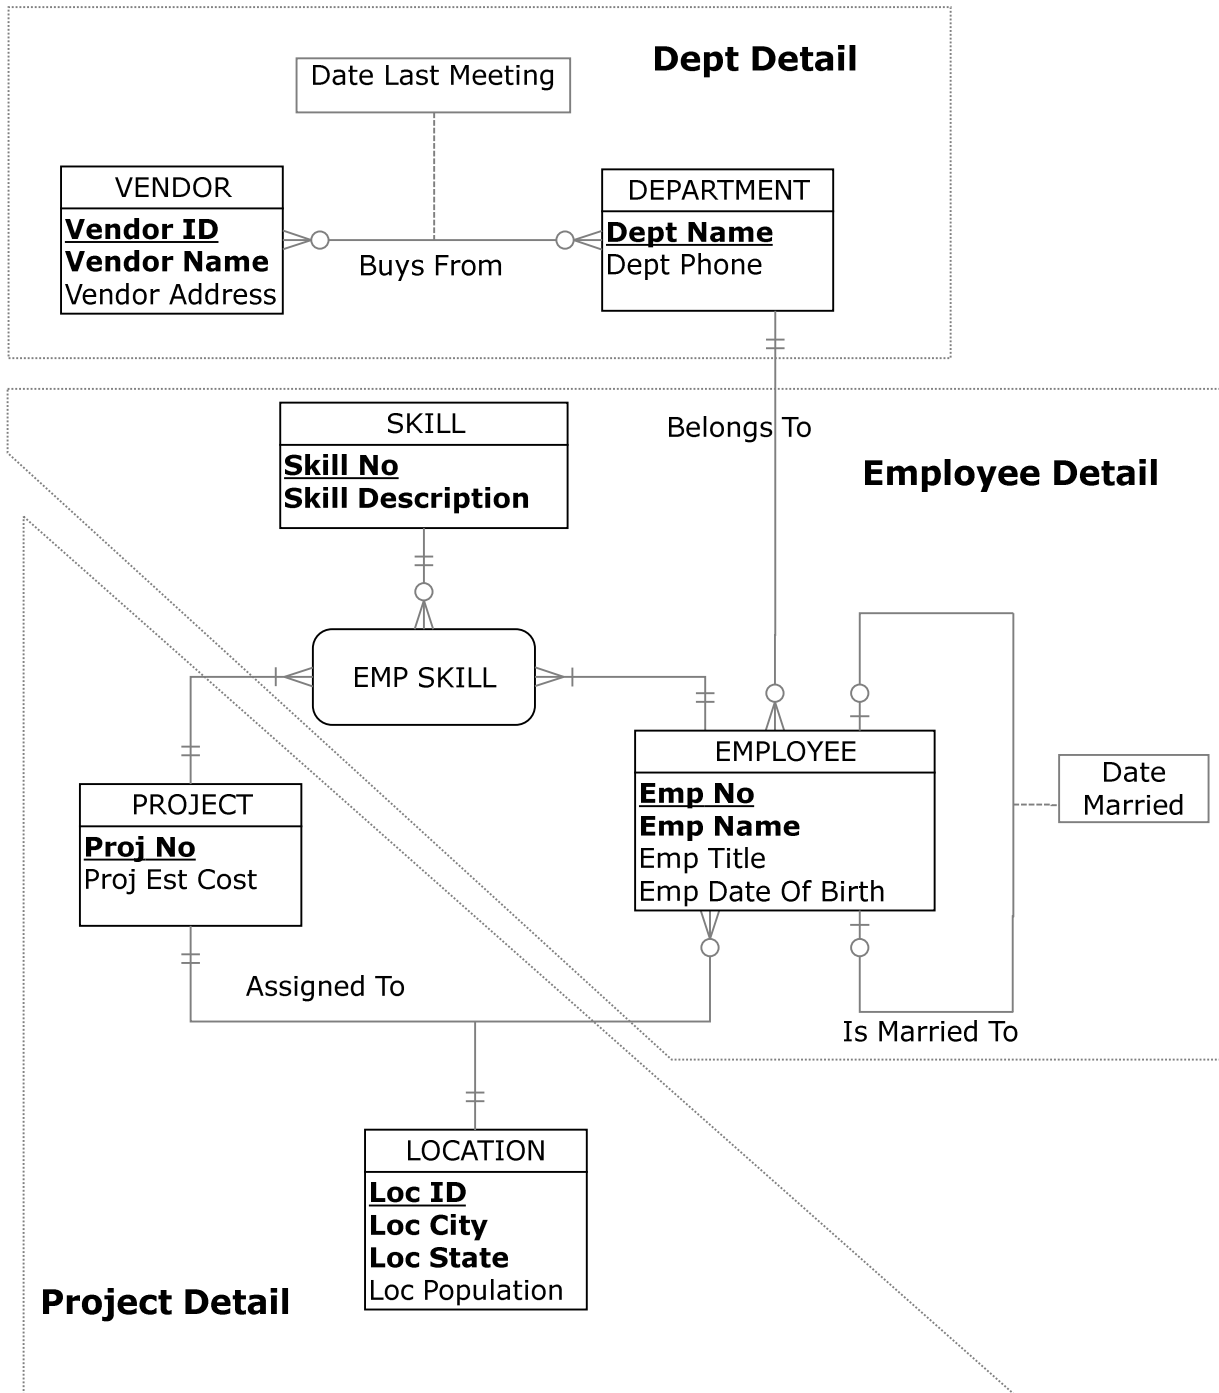 Dept Detail
Date Last Meeting
VENDOR
Vendor ID
Vendor Name
Vendor Address
Buys From
DEPARTMENT
Dept Name
Dept Phone
Belongs To
SKILL
Skill No
Skill Description
Employee Detail
EMP SKILL
EMPLOYEE
Emp No
Emp Name
Emp Title
Emp Date Of Birth
Date
Married
Is Married To
PROJECT
Proj No
Proj Est Cost
Assigned To
LOCATION
Loc ID
Loc City
Loc State
Loc Population
Project Detail